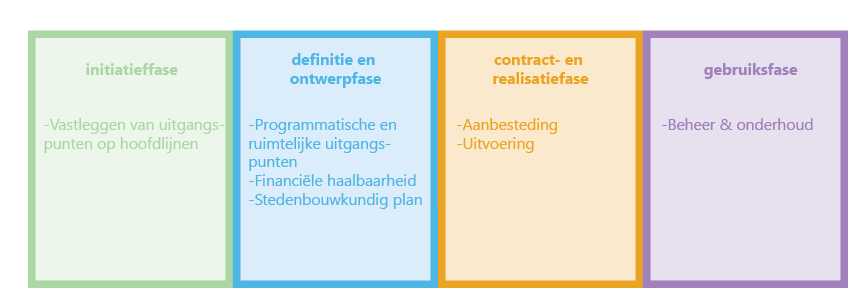 initiatieffase
-Vastleggen van uitgangs-
punten op hoofdlijnen
definitie en
ontwerpfase
-Programmatische en
ruimtelijke uitgangs-
punten
-Financiële haalbaarheid
-Stedenbouwkundig plan
contract- en
realisatiefase
-Aanbesteding
-Uitvoering
gebruiksfase
-Beheer & onderhoud